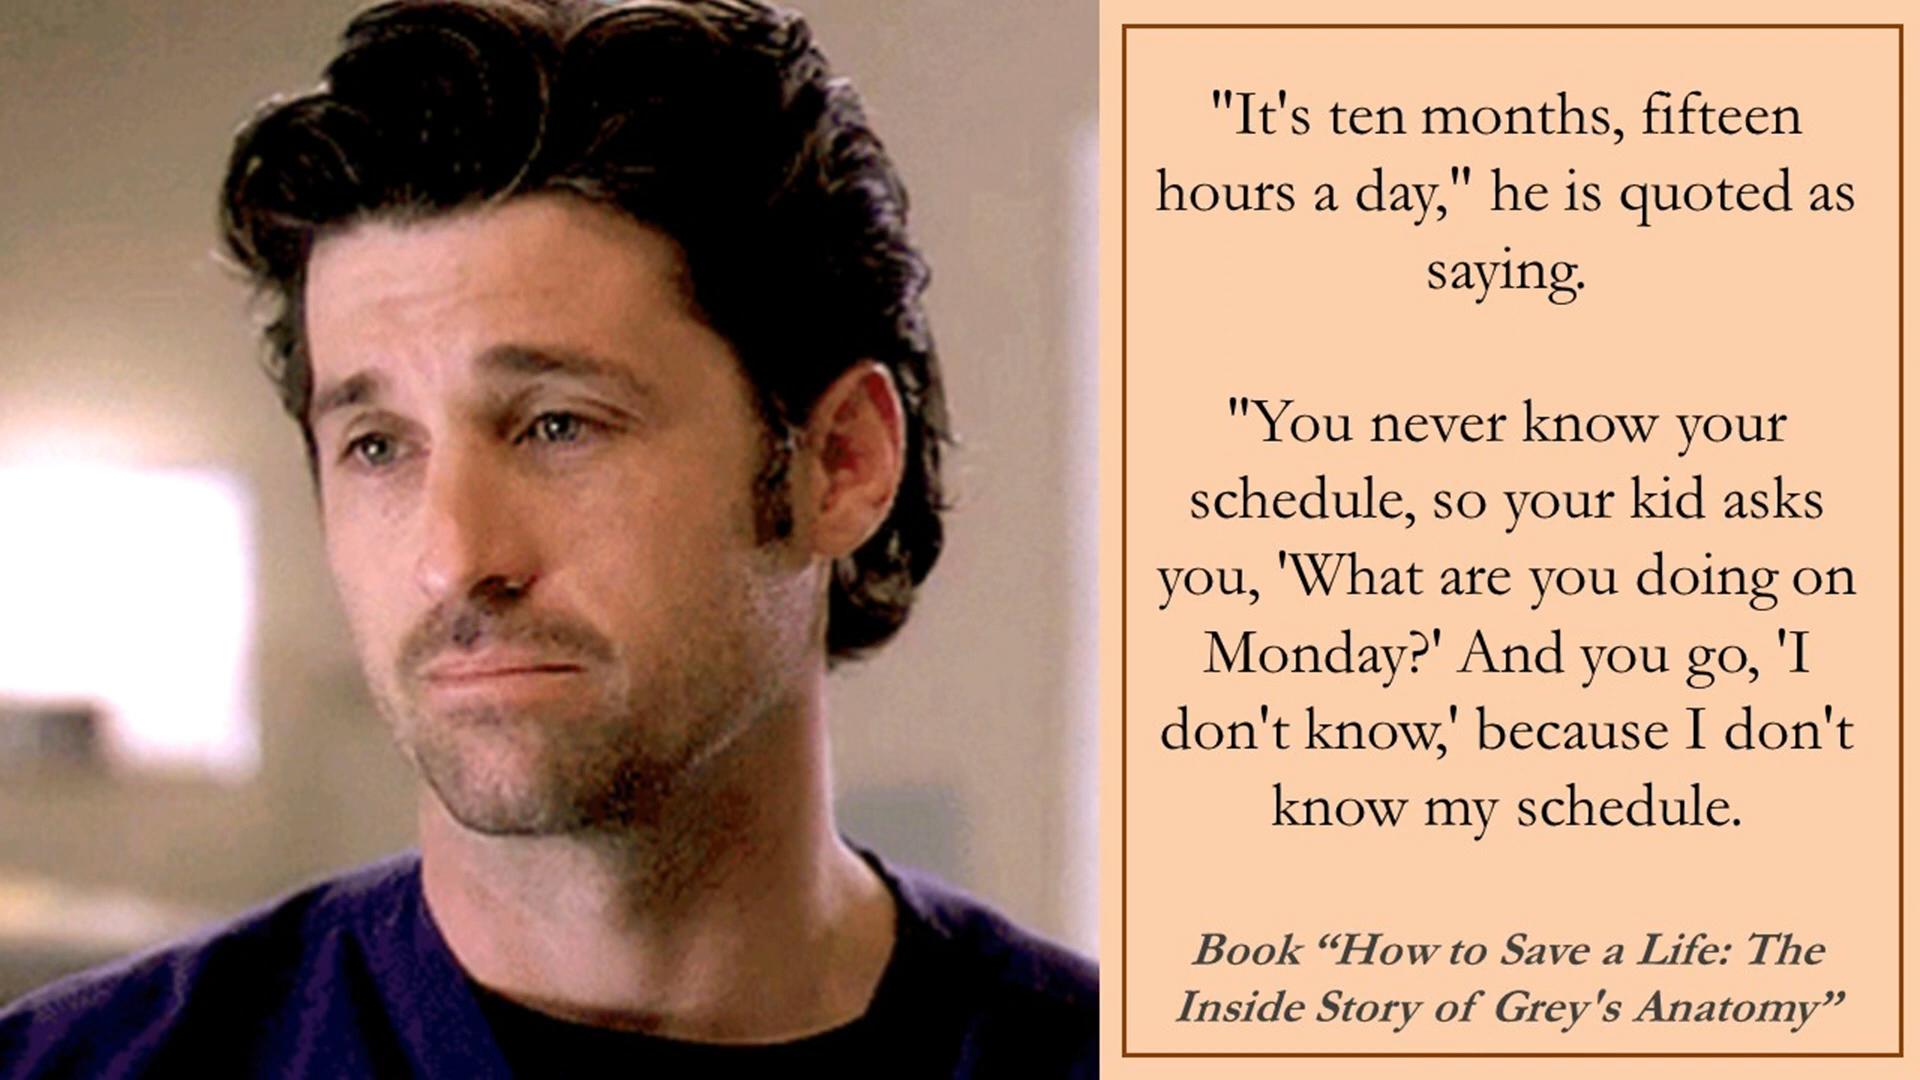 "It's ten months, fifteen
hours a day," he is quoted as
saying.
"You never know your
schedule, so your kid asks
you, 'What are you doing on
Monday?' And you go, 'I
don't know,' because I don't
know my schedule.
Book “How to Save a Life: The
Inside Story of Grey's Anatomy”